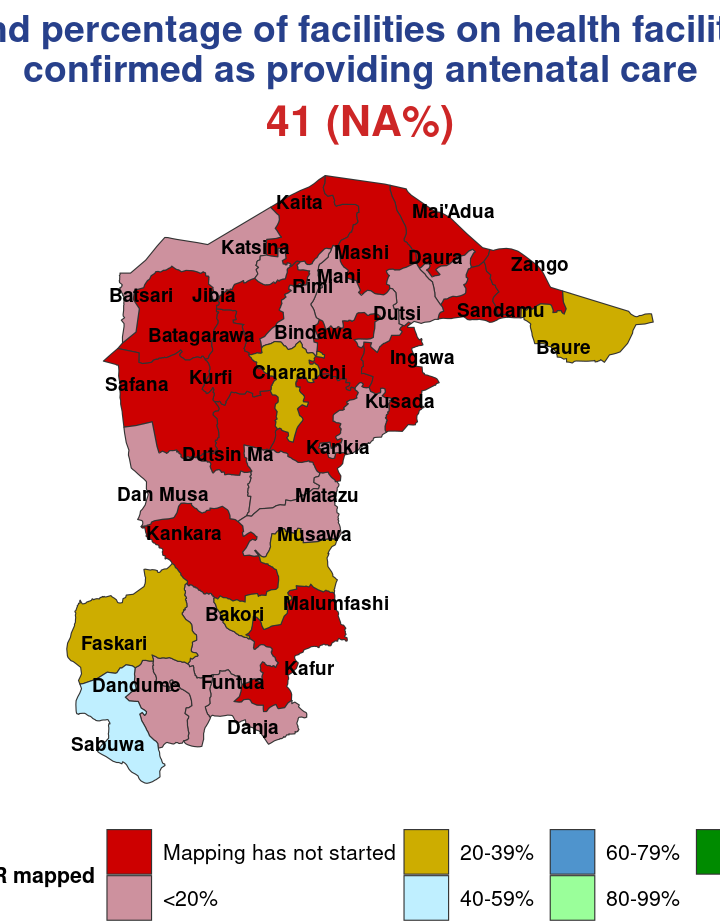 nd percentage of facilities on health facilit
confirmed as providing antenatal care
41 (NA%)
Kaita
Mai'Adua
Katsina
Mashi
Daura
Zango
Mani
Rimi
Batsari
Jibia
Dutsi
Sandamu
Batagarawa
Bindawa
Baure
Ingawa
Charanchi
Kurfi
Safana
Kusada
Kankia
Dutsin Ma
Dan Musa
Matazu
Kankara
Musawa
Malumfashi
Bakori
Faskari
Kafur
Dandume
Funtua
Danja
Sabuwa
R mapped
Mapping has not started
20-39%
60-79%
<20%
40-59%
80-99%